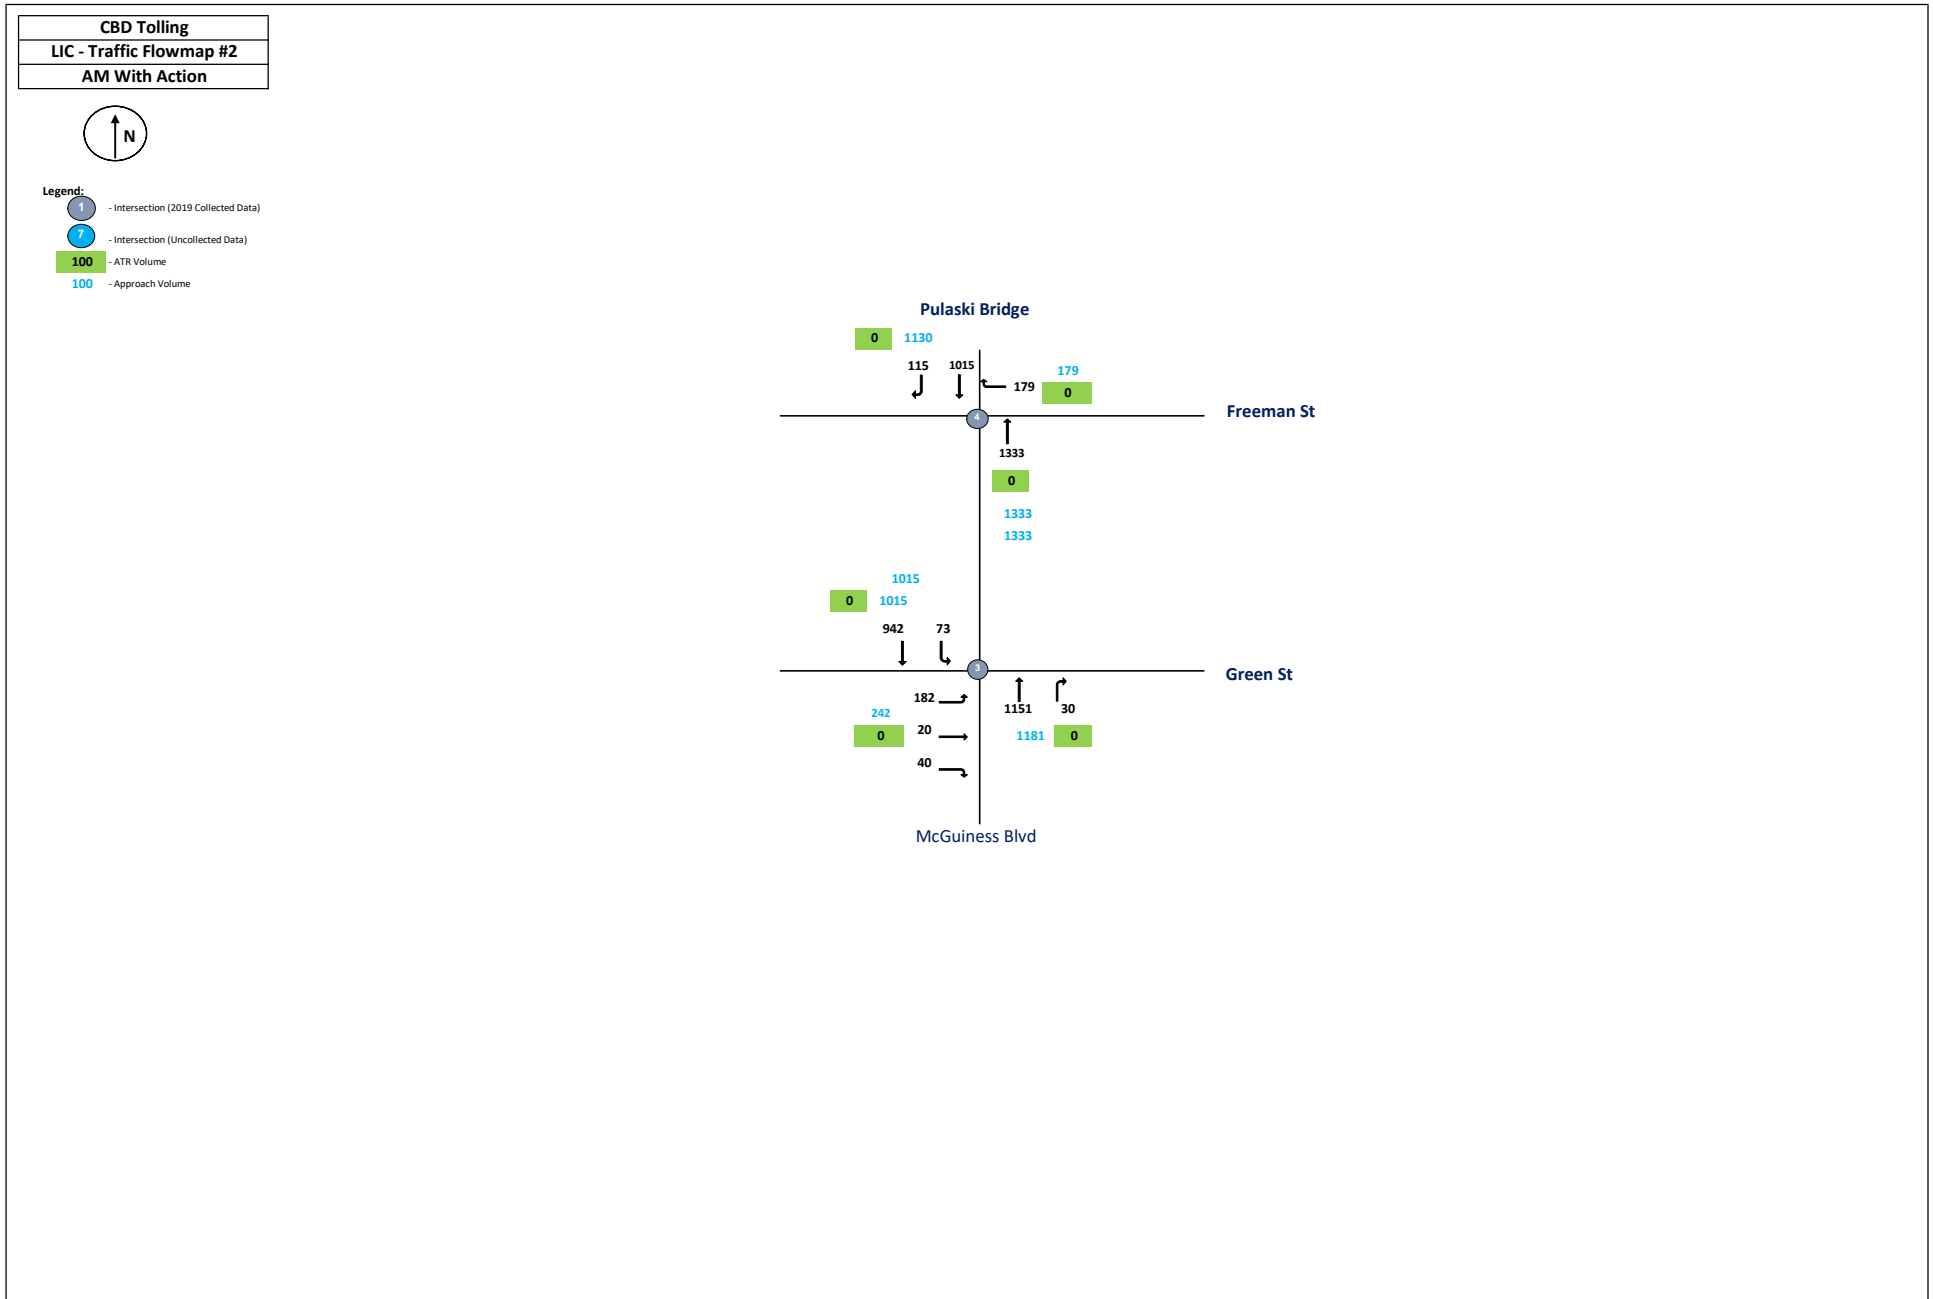 CBD Tolling
LIC - Traffic Flowmap #2
AM With Action
N
Legend:
1 - Intersection (2019 Collected Data)
7 - Intersection (Uncollected Data)
100 - ATR Volume
100 - Approach Volume
Pulaski Bridge
0 1130
115 1015
179
179
0
Freeman St
4
1333
0
1333
1333
1015
0 1015
942 73
3
Green St
182
1151 30
242
0 20
1181 0
40
McGuiness Blvd